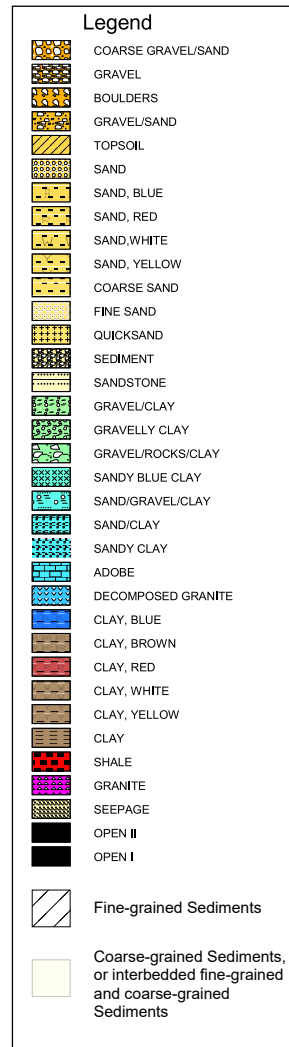 Legend
COARSE GRAVEL/SAND
GRAVEL
BOULDERS
GRAVEL/SAND
TOPSOIL
SAND
SAND, BLUE
SAND, RED
SAND,WHITE
SAND, YELLOW
COARSE SAND
FINE SAND
QUICKSAND
SEDIMENT
SANDSTONE
GRAVEL/CLAY
GRAVELLY CLAY
GRAVEL/ROCKS/CLAY
SANDY BLUE CLAY
SAND/GRAVEL/CLAY
SAND/CLAY
SANDY CLAY
ADOBE
DECOMPOSED GRANITE
CLAY, BLUE
CLAY, BROWN
CLAY, RED
CLAY, WHITE
CLAY, YELLOW
CLAY
SHALE
GRANITE
SEEPAGE
OPEN II
OPEN I
Fine-grained Sediments
Coarse-grained Sediments,
or interbedded fine-grained
and coarse-grained
Sediments